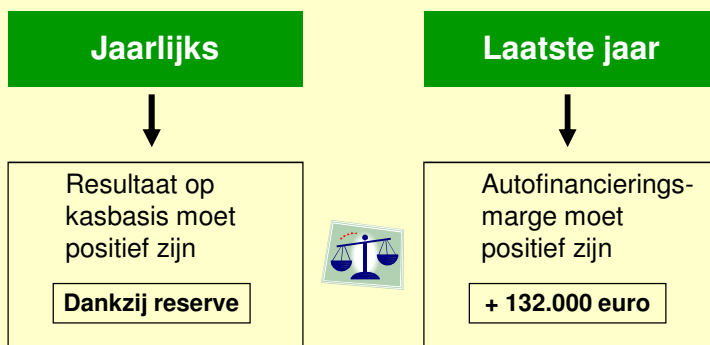 Jaarlijks
Laatste jaar
Resultaat op
kasbasis moet
positief zijn
Dankzij reserve
Autofinancierings-
marge moet
positief zijn
+ 132.000 euro